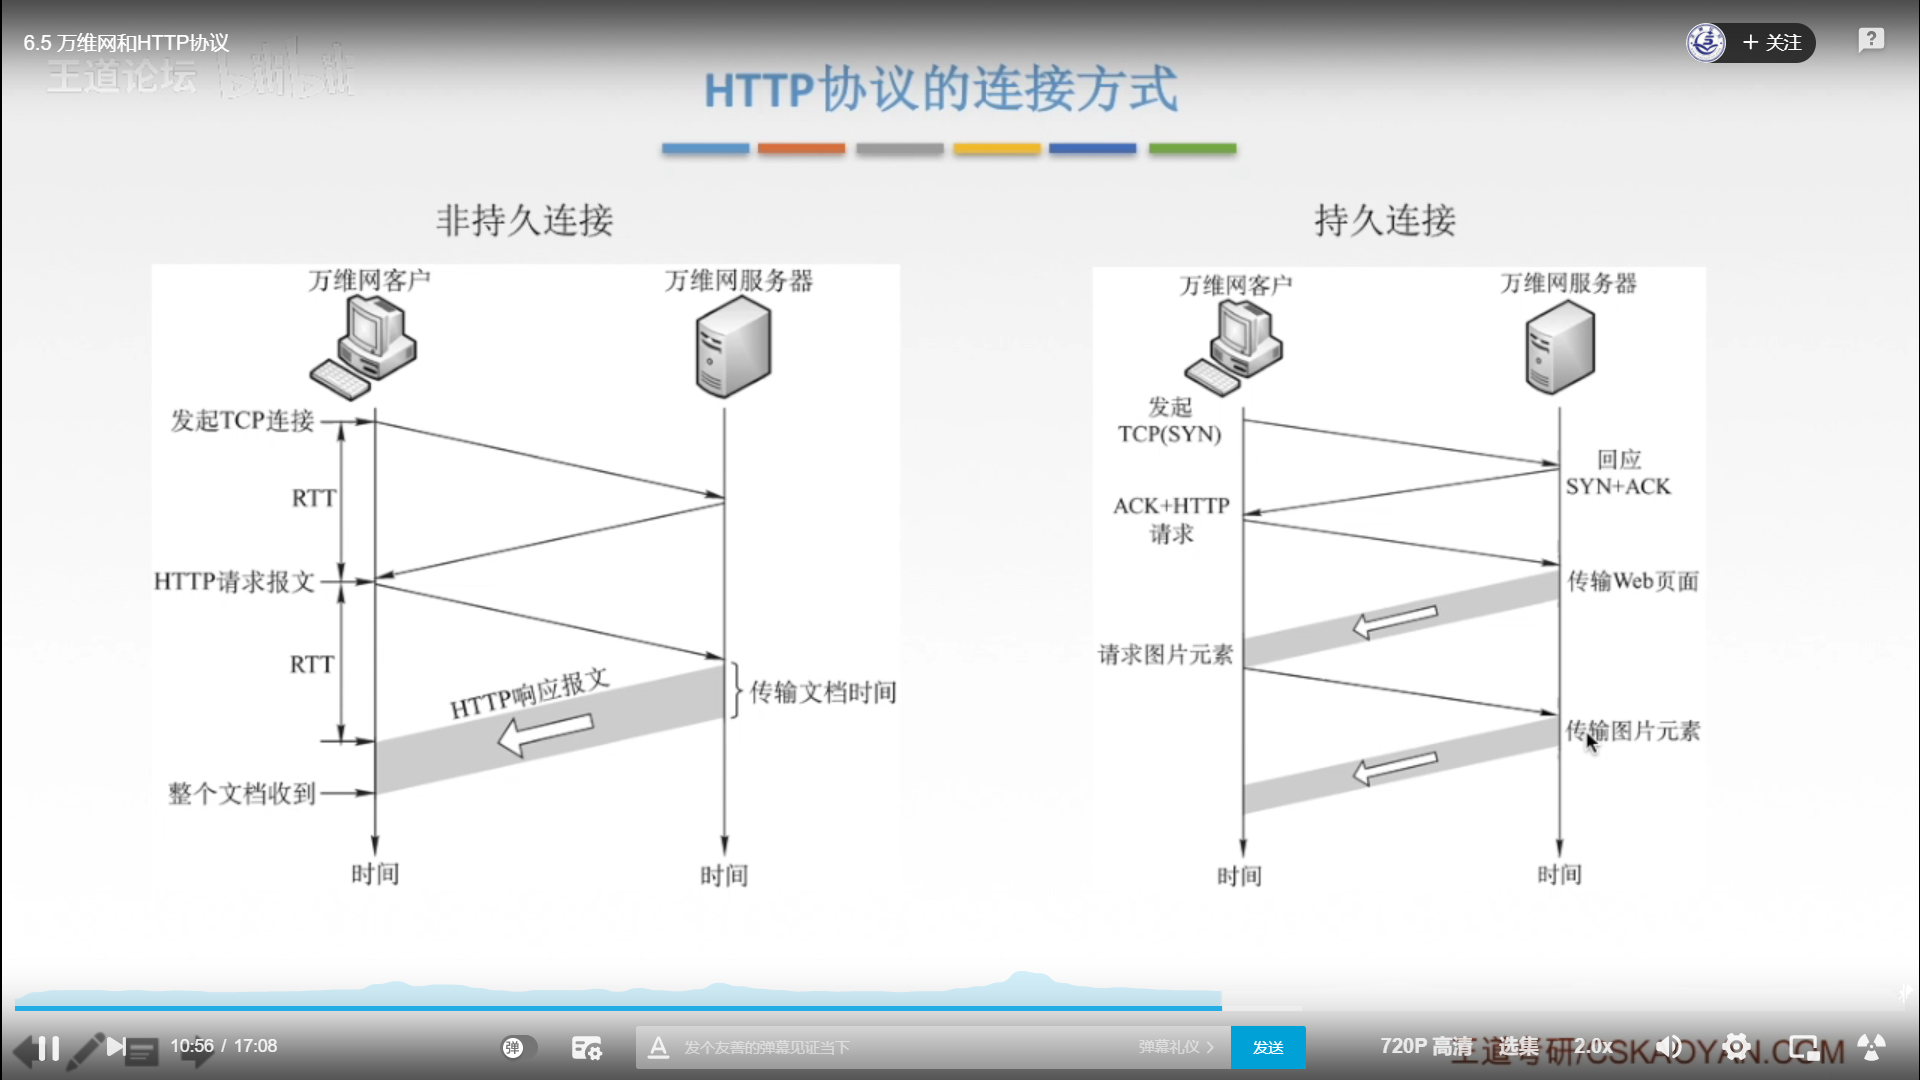 6.5 万维网和HTTP协议
+ 关注
王道论坛 bilibili
HTTP协议的连接方式
非持久连接
万维网客户
万维网服务器
发起TCP连接
RTT
HTTP请求报文
RTT
HTTP响应报文
传输文档时间
整个文档收到
时间
时间
持久连接
万维网客户
万维网服务器
发起
TCP(SYN)
回应
SYN+ACK
ACK+HTTP
请求
传输Web页面
请求图片元素
传输图片元素
时间
时间
10:56 / 17:08
弹
发个友善的弹幕见证当下
弹幕礼仪 >
发送
720P 高清
选集
2.0x
王道考研/CSKAOYAN.COM